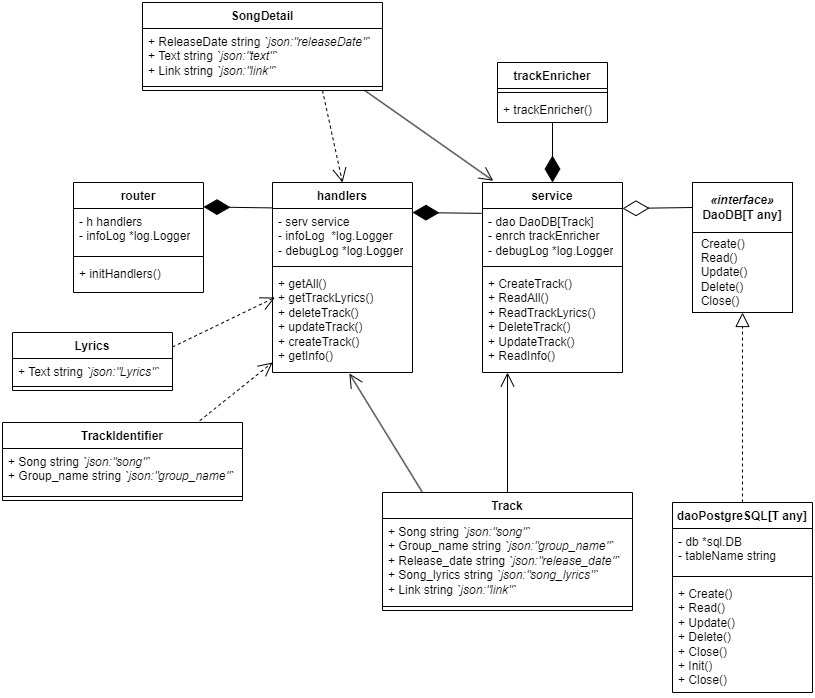 SongDetail
+ ReleaseDate string `json:"releaseDate"`
+ Text string `json:"text"`
+ Link string `json:"link"`
trackEnricher
+ trackEnricher()
router
- h handlers
- infoLog *log.Logger
+ initHandlers()
handlers
- serv service
- infoLog *log.Logger
- debugLog *log.Logger
+ getAll()
+ getTrackLyrics()
+ deleteTrack()
+ updateTrack()
+ createTrack()
+ getInfo()
service
- dao DaoDB[Track]
- enrch trackEnricher
- debugLog *log.Logger
+ CreateTrack()
+ ReadAll()
+ ReadTrackLyrics()
+ DeleteTrack()
+ UpdateTrack()
+ ReadInfo()
«interface»
DaoDB[T any]
Create()
Read()
Update()
Delete()
Close()
Lyrics
+ Text string `json:"Lyrics"`
TrackIdentifier
+ Song string `json:"song"`
+ Group_name string `json:"group_name"`
Track
+ Song string `json:"song"`
+ Group_name string `json:"group_name"`
+ Release_date string `json:"release_date"`
+ Song_lyrics string `json:"song_lyrics"`
+ Link string `json:"link"`
daoPostgreSQL[T any]
- db *sql.DB
- tableName string
+ Create()
+ Read()
+ Update()
+ Delete()
+ Close()
+ Init()
+ Close()